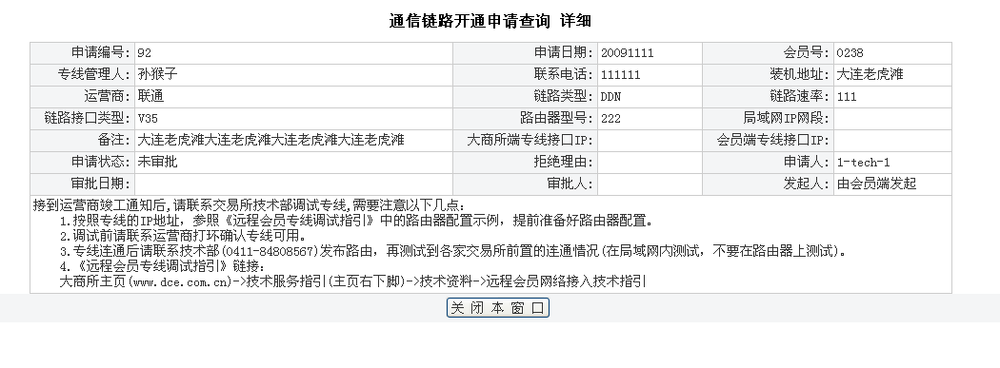 通信链路开通申请查询 详细
申请编号: 92 申请日期: 20091111 会员号: 0238
专线管理人: 孙猴子 联系电话: 111111 装机地址: 大连老虎滩
运营商: 联通 链路类型: DDN 链路速率: 111
链路接口类型: V35 路由器型号: 222 局域网IP网段:
备注: 大连老虎滩大连老虎滩大连老虎滩大连老虎滩 大商所端专线接口IP: 会员端专线接口IP:
申请状态: 未审批 拒绝理由: 申请人: 1-tech-1
审批日期: 审批人: 发起人: 由会员端发起
接到运营商竣工通知后,请联系交易所技术部调试专线,需要注意以下几点:
1.按照专线的IP地址，参照《远程会员专线调试指引》中的路由器配置示例，提前准备好路由器配置。
2.调试前请联系运营商打环确认专线可用。
3.专线连通后请联系技术部(0411-84808567)发布路由，再测试到各家交易所前置的连通情况(在局域网内测试，不要在路由器上测试)。
4.《远程会员专线调试指引》链接:
大商所主页(www.dce.com.cn)->技术服务指引(主页右下脚)->技术资料->远程会员网络接入技术指引
关 闭 本 窗 口